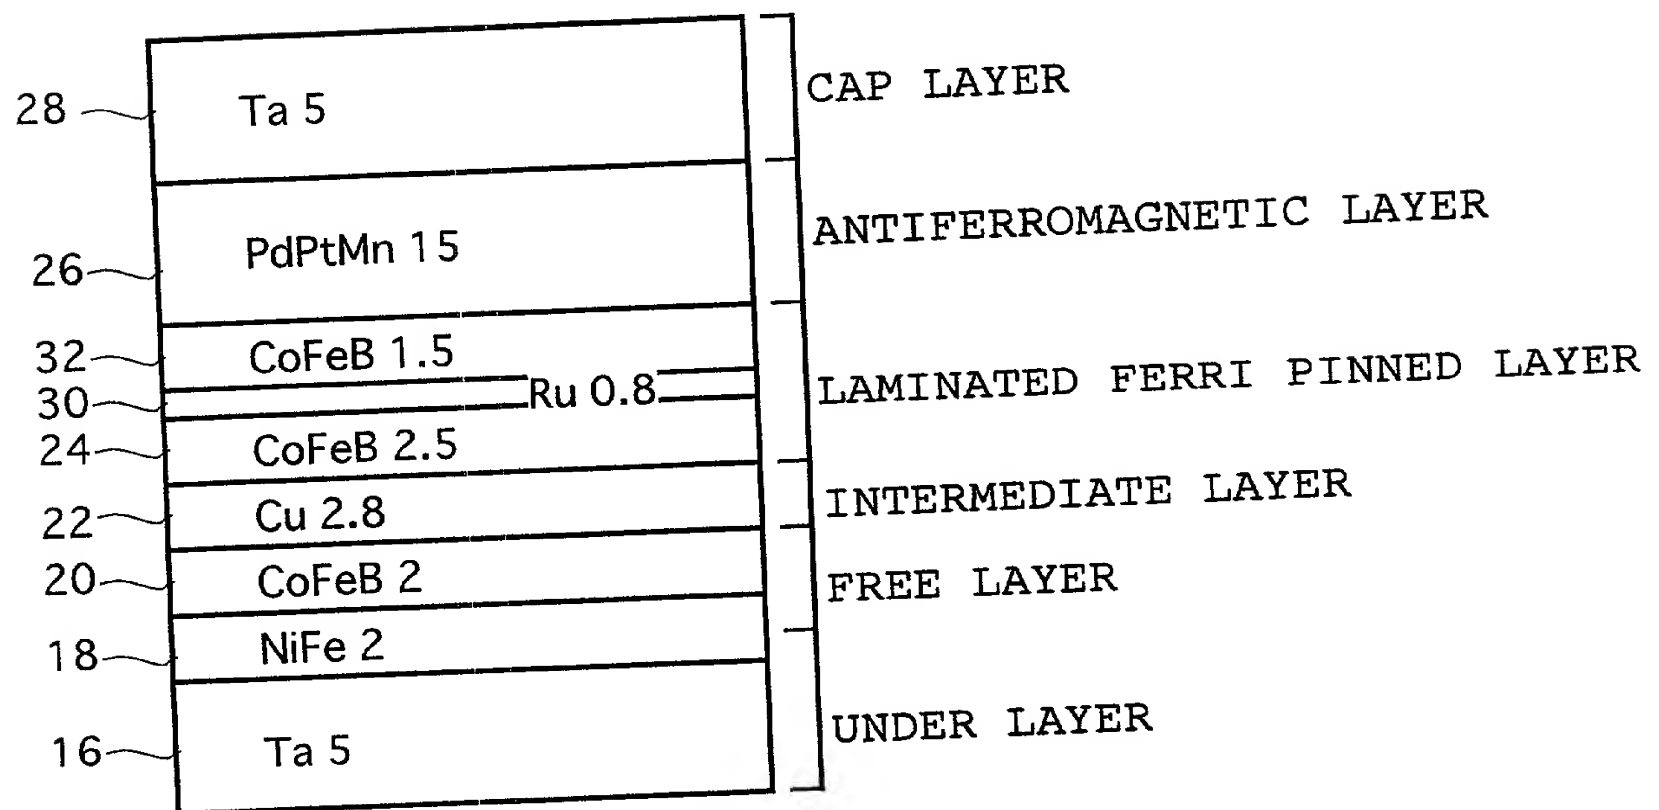 28 Ta 5 CAP LAYER
26 PdPtMn 15 ANTIFERROMAGNETIC LAYER
32 CoFeB 1.5
30 Ru 0.8 LAMINATED FERRI PINNED LAYER
24 CoFeB 2.5
22 Cu 2.8 INTERMEDIATE LAYER
20 CoFeB 2 FREE LAYER
18 NiFe 2
16 Ta 5 UNDER LAYER